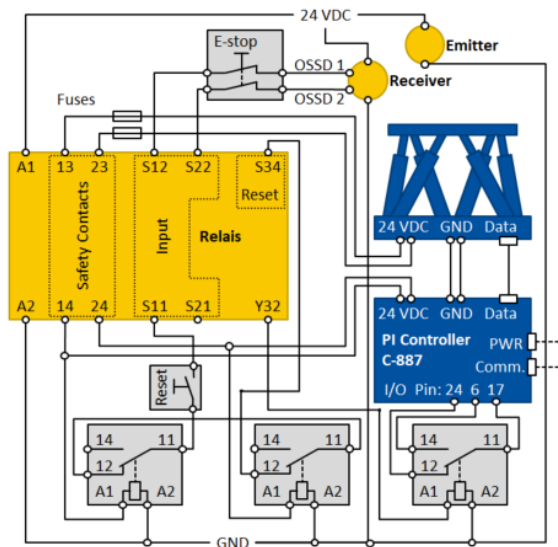 24 VDC
E-stop
Emitter
OSSD 1
Receiver
OSSD 2
Fuses
A1 13 23 S12 S22 S34
Reset
Safety Contacts
Input
Relais
24 VDC GND Data
A2 14 24 S11 S21 Y32
24 VDC GND Data
PI Controller
C-887
PWR
Comm.
I/O Pin: 24 6 17
Reset
14 11
12
A1 A2
14 11
12
A1 A2
14 11
12
A1 A2
GND